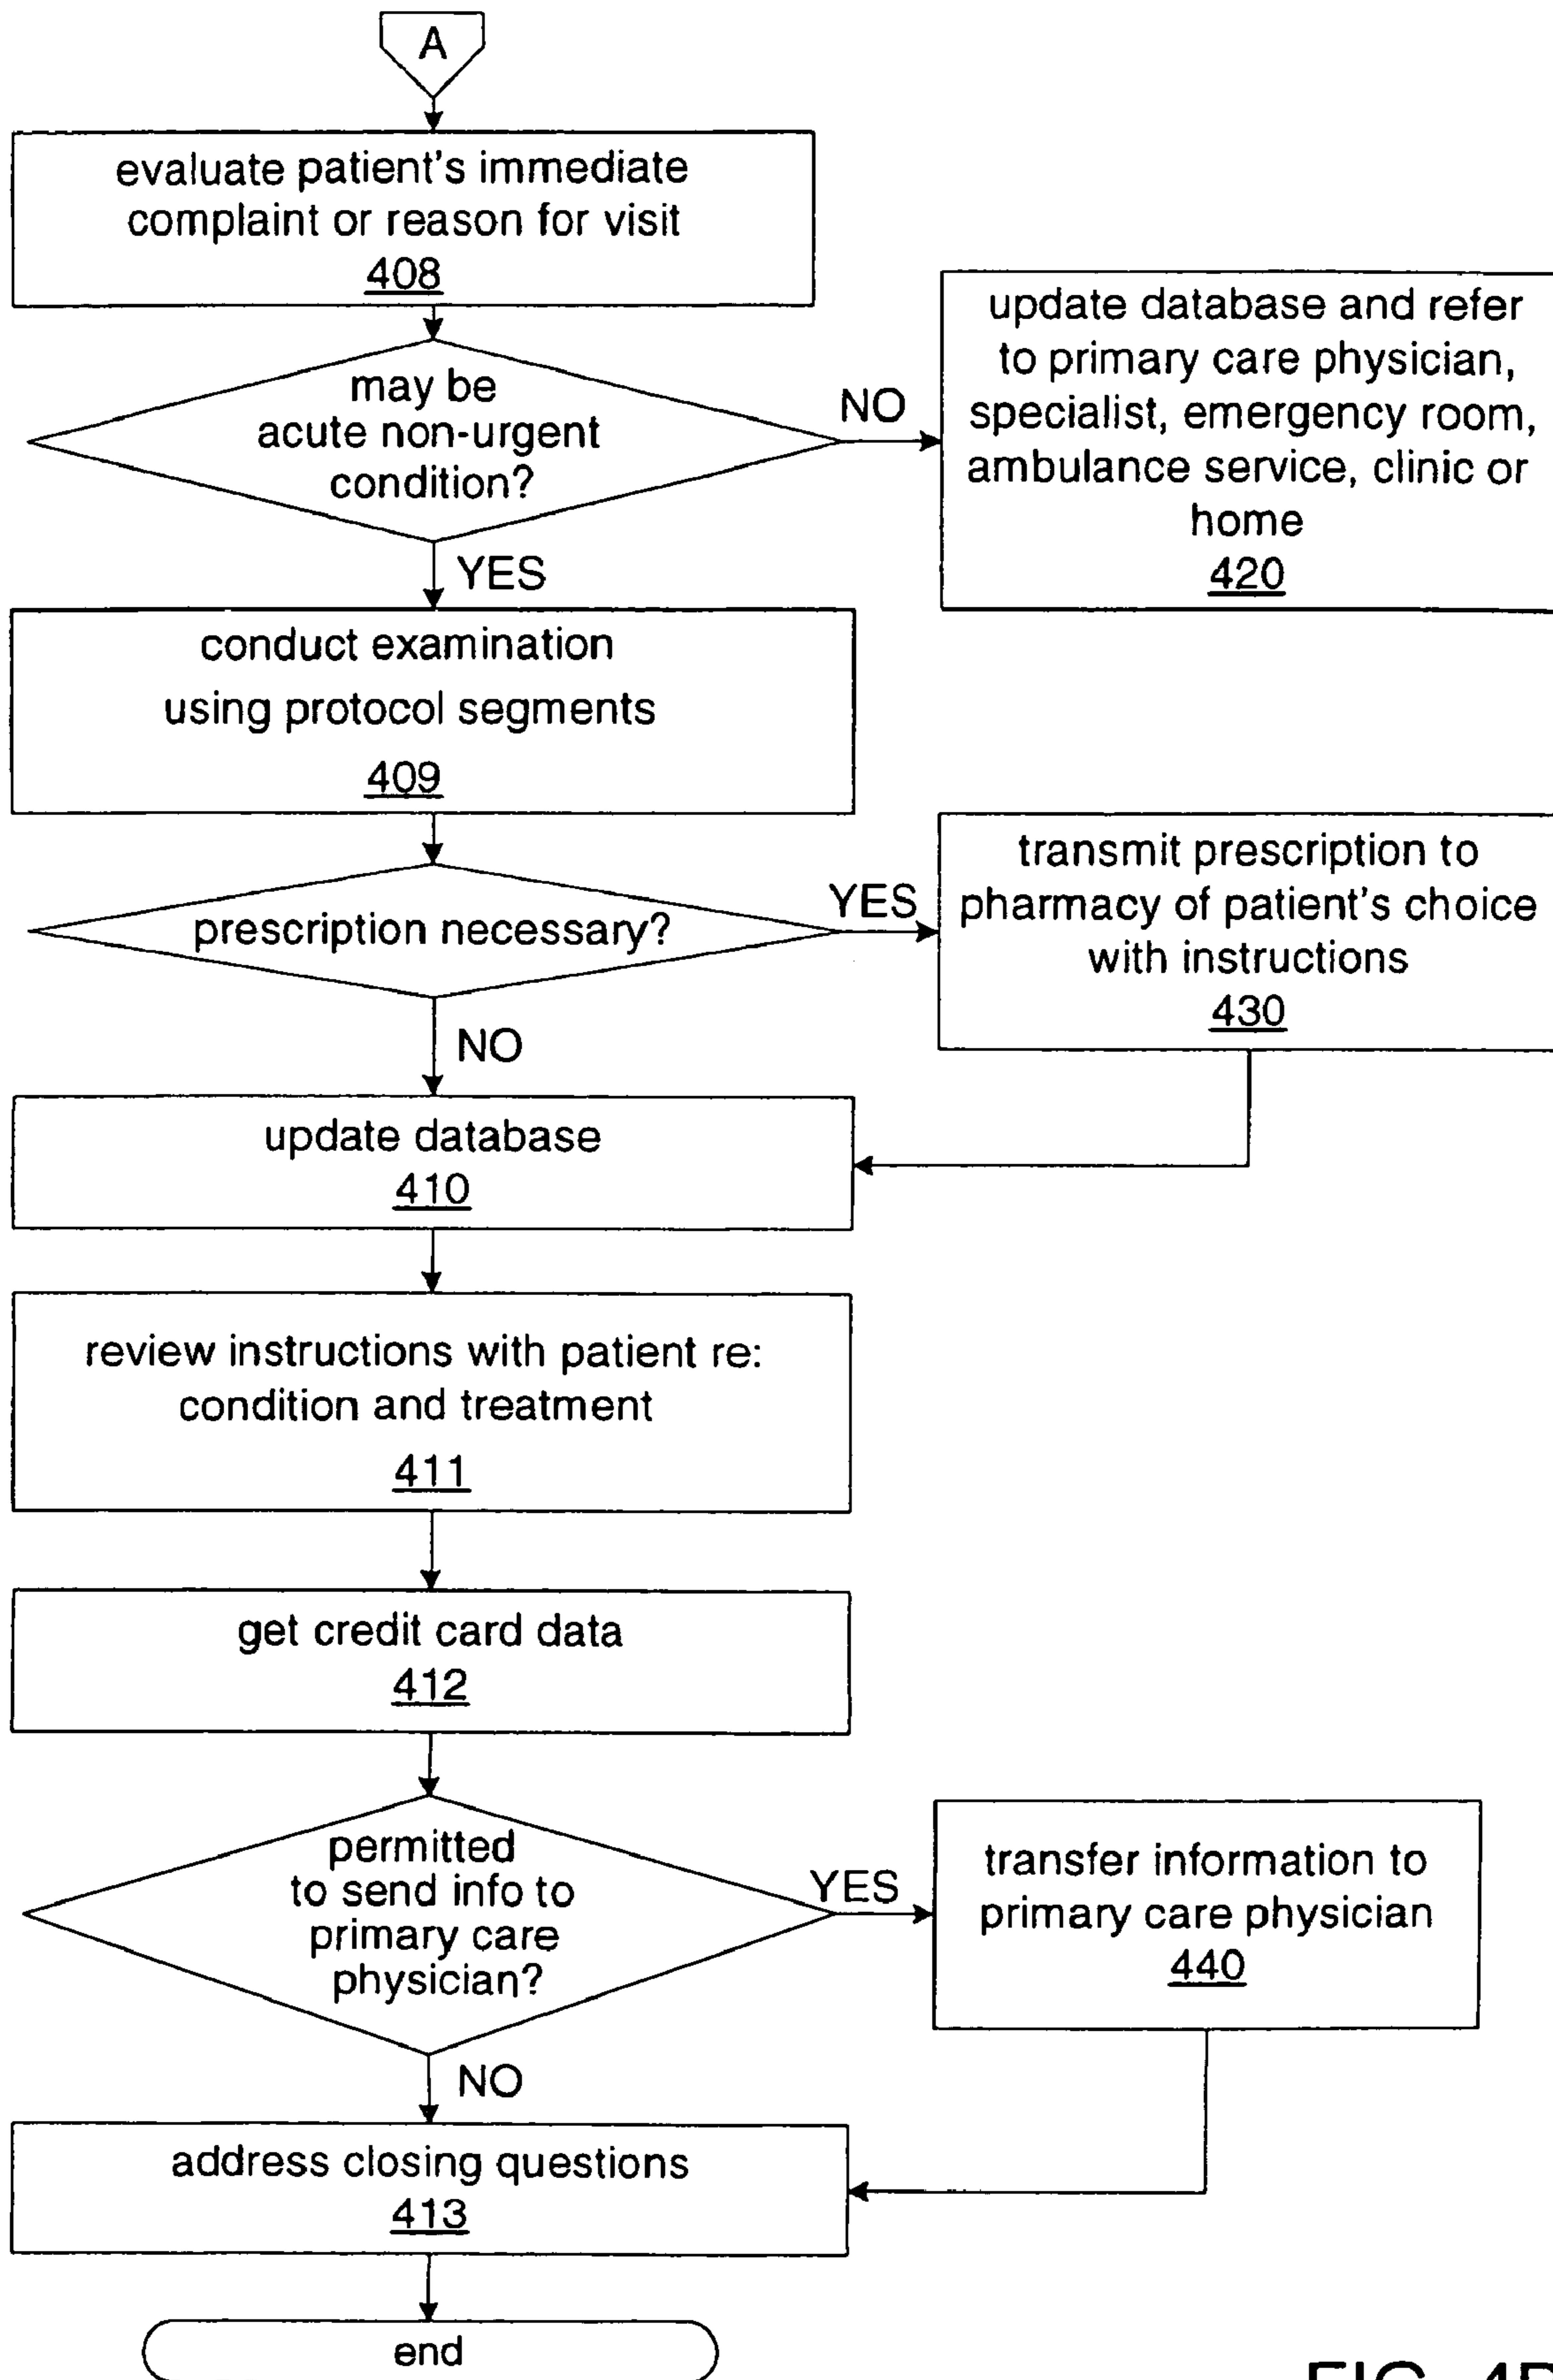 A
evaluate patient's immediate
complaint or reason for visit
408
may be
acute non-urgent
condition?
NO
update database and refer
to primary care physician,
specialist, emergency room,
ambulance service, clinic or
home
420
YES
conduct examination
using protocol segments
409
prescription necessary?
YES
transmit prescription to
pharmacy of patient's choice
with instructions
430
NO
update database
410
review instructions with patient re:
condition and treatment
411
get credit card data
412
permitted
to send info to
primary care
physician?
YES
transfer information to
primary care physician
440
NO
address closing questions
413
end
FIG.